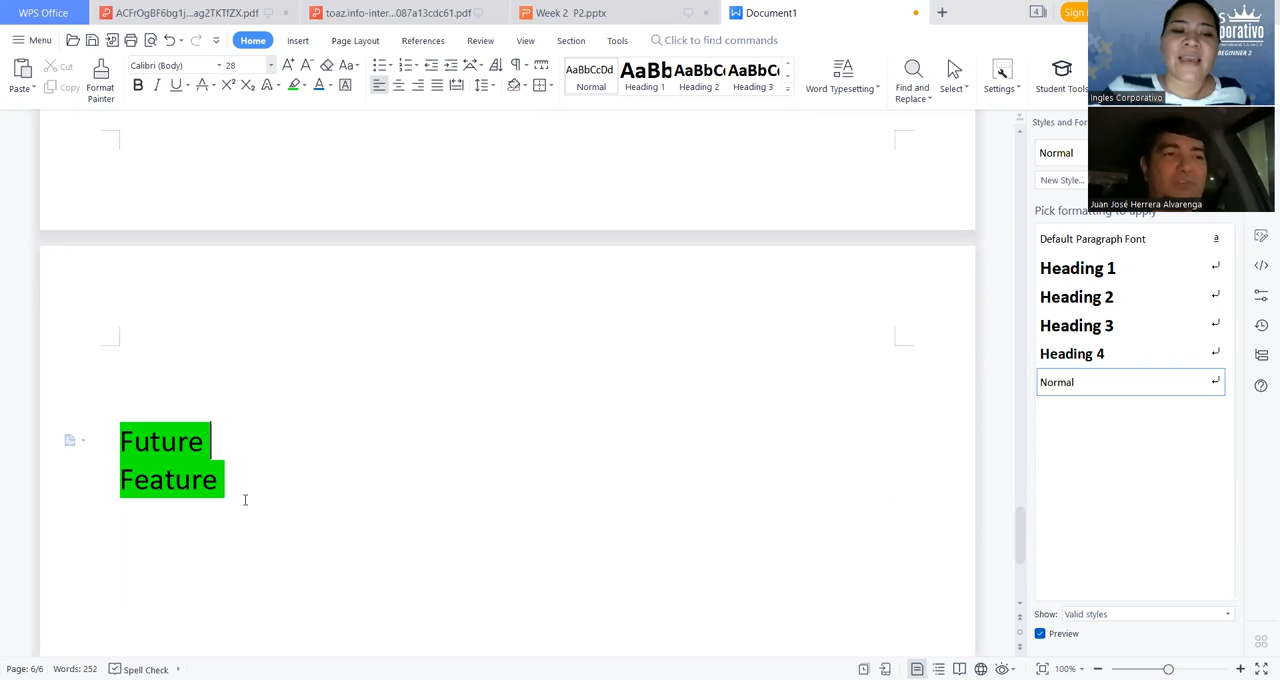 WPS Office
ACFrOgBF6bg1j...ag2TKTfZX.pdf
toaz.info-inter...087a13cdc61.pdf
Week 2 P2.pptx
Document1
4
Sign
Menu
Home
Insert
Page Layout
References
Review
View
Section
Tools
Click to find commands
Paste
Cut
Copy
Format
Painter
Calibri (Body)
28
AaBbCcDd
Normal
AaBb
Heading 1
AaBbC
Heading 2
AaBbC
Heading 3
Word Typesetting
Find and
Replace
Select
Settings
Student Tools
orporativo
BEGINNER 2
Ingles Corporativo
Juan José Herrera Alvarenga
Styles and For
Normal
New Style...
Pick formatting to apply
Default Paragraph Font
Heading 1
Heading 2
Heading 3
Heading 4
Normal
Show:
Valid styles
Preview
Future
Feature
Page: 6/6
Words: 252
Spell Check
100%